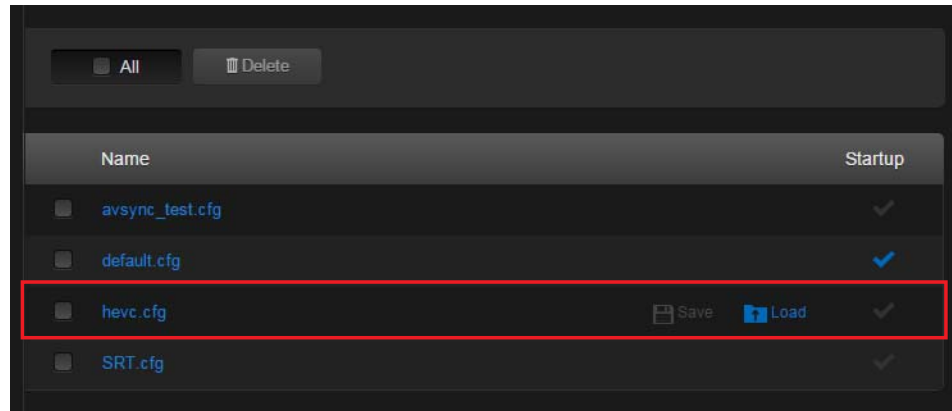 All Delete
Name Startup
avsync_test.cfg
default.cfg
hevc.cfg Save Load
SRT.cfg